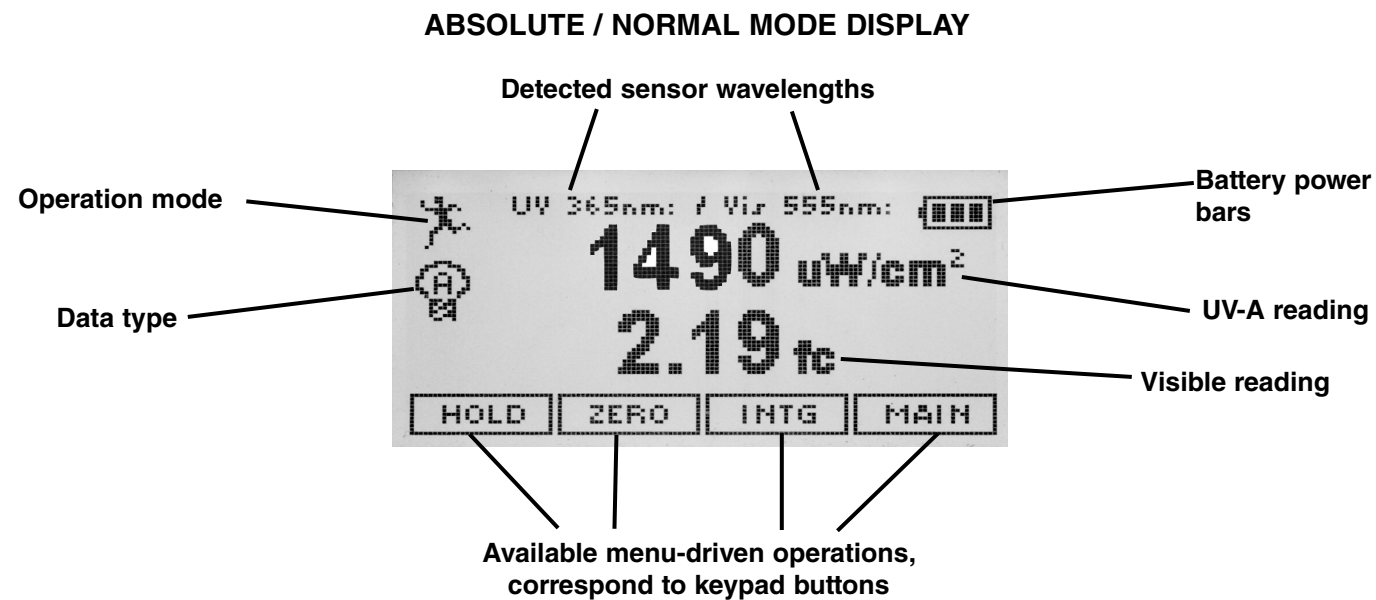 ABSOLUTE / NORMAL MODE DISPLAY
Detected sensor wavelengths
Operation mode
Battery power
bars
UV 365nm: / Vis 555nm:
1490 uW/cm²
A
Data type
UV-A reading
2.19 fc
Visible reading
HOLD ZERO INTG MAIN
Available menu-driven operations,
correspond to keypad buttons